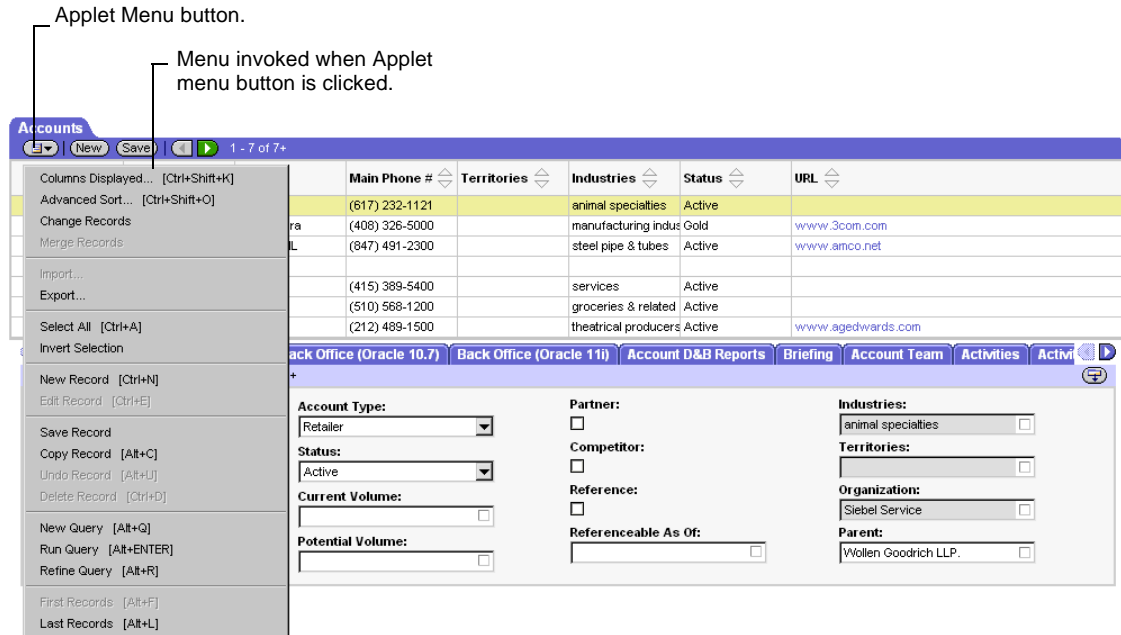 Applet Menu button.
Menu invoked when Applet
menu button is clicked.
Accounts
New Save 1 - 7 of 7+
Main Phone # Territories Industries Status URL
(617) 232-1121 animal specialties Active
ra (408) 326-5000 manufacturing indus Gold www.3com.com
IL (847) 491-2300 steel pipe & tubes Active www.amco.net
(415) 389-5400 services Active
(510) 568-1200 groceries & related Active
(212) 489-1500 theatrical producers Active www.agedwards.com
Columns Displayed... [Ctrl+Shift+K]
Advanced Sort... [Ctrl+Shift+O]
Change Records
Merge Records
Import...
Export...
Select All [Ctrl+A]
Invert Selection
New Record [Ctrl+N]
Edit Record [Ctrl+E]
Save Record
Copy Record [Alt+C]
Undo Record [Alt+U]
Delete Record [Ctrl+D]
New Query [Alt+Q]
Run Query [Alt+ENTER]
Refine Query [Alt+R]
First Records [Alt+F]
Last Records [Alt+L]
ack Office (Oracle 10.7) Back Office (Oracle 11i) Account D&B Reports Briefing Account Team Activities Activi
+
Account Type:
Retailer
Status:
Active
Current Volume:
Potential Volume:
Partner:
Competitor:
Reference:
Referenceable As Of:
Industries:
animal specialties
Territories:
Organization:
Siebel Service
Parent:
Wollen Goodrich LLP.